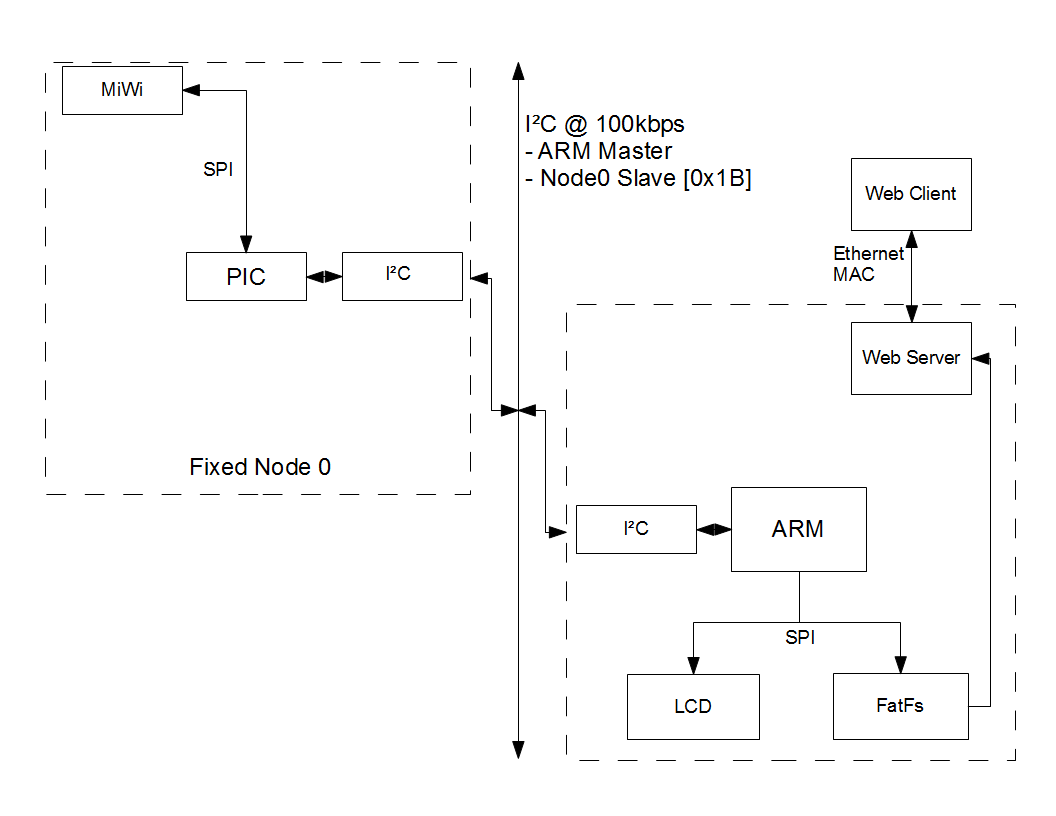 MiWi
SPI
PIC
I²C
Fixed Node 0
I²C @ 100kbps
- ARM Master
- Node0 Slave [0x1B]
Web Client
Ethernet
MAC
Web Server
I²C
ARM
SPI
LCD
FatFs